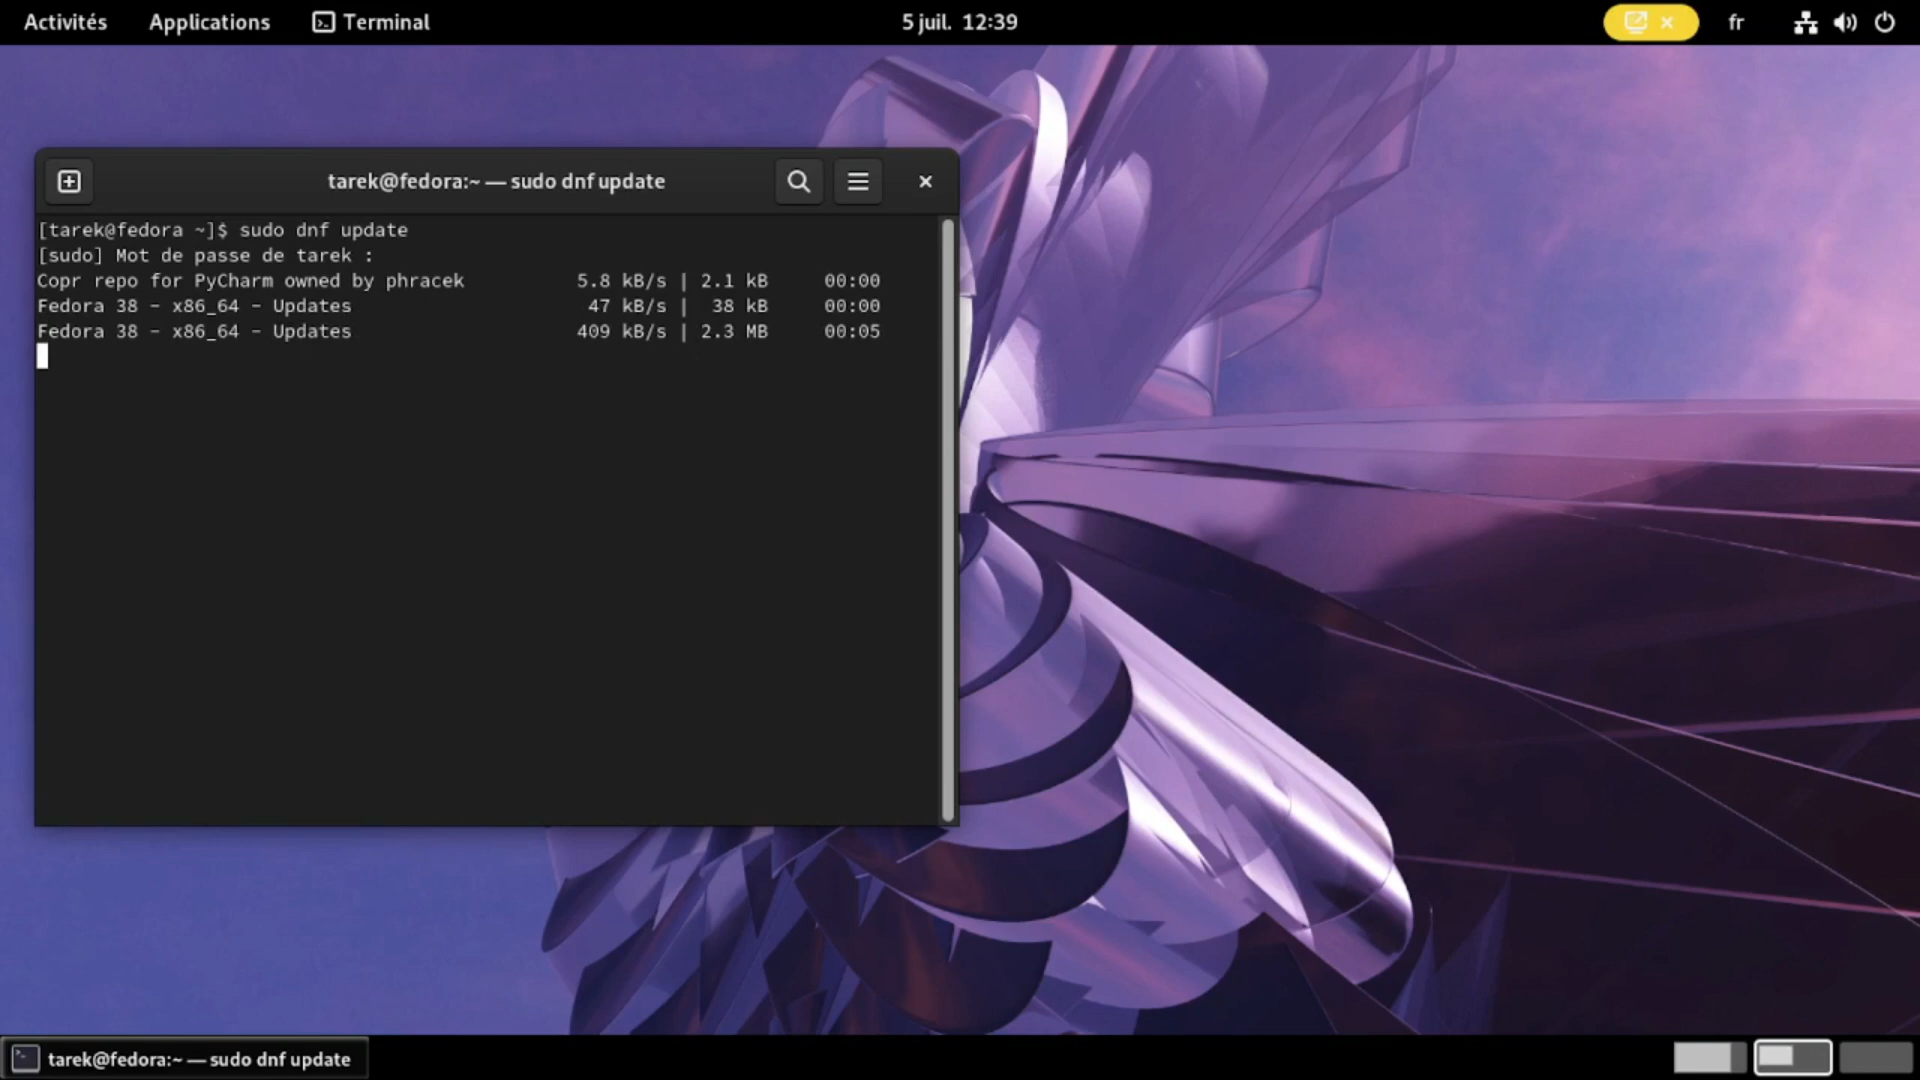 Activités Applications Terminal 5 juil. 12:39 fr
tarek@fedora:~ — sudo dnf update
[tarek@fedora ~]$ sudo dnf update
[sudo] Mot de passe de tarek :
Copr repo for PyCharm owned by phracek 5.8 kB/s | 2.1 kB 00:00
Fedora 38 - x86_64 - Updates 47 kB/s | 38 kB 00:00
Fedora 38 - x86_64 - Updates 409 kB/s | 2.3 MB 00:05
tarek@fedora:~ — sudo dnf update